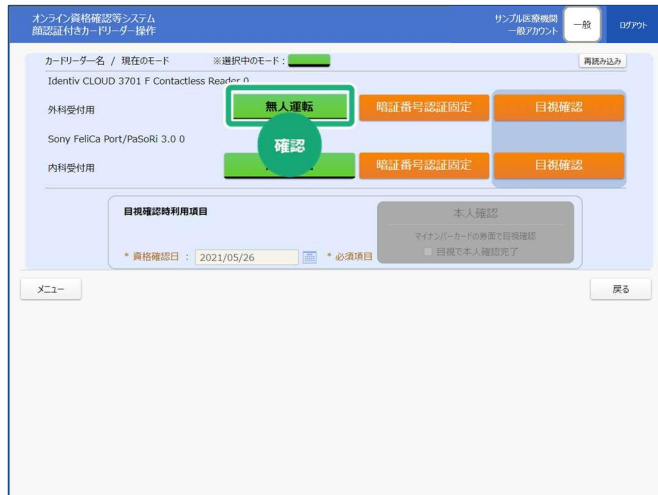 オンライン資格確認等システム
顔認証付きカードリーダー操作
サンプル医療機関
一般アカウント
一般
ログアウト
カードリーダー名 / 現在のモード ※選択中のモード：
再読み込み
Identiv CLOUD 3701 F Contactless Reader 0
外科受付用 無人運転 暗証番号認証固定 目視確認
確認
Sony FeliCa Port/PaSoRi 3.0 0
内科受付用 暗証番号認証固定 目視確認
目視確認時利用項目
本人確認
マイナンバーカードの券面で目視確認
目視で本人確認完了
* 資格確認日 : 2021/05/26 * 必須項目
メニュー 戻る